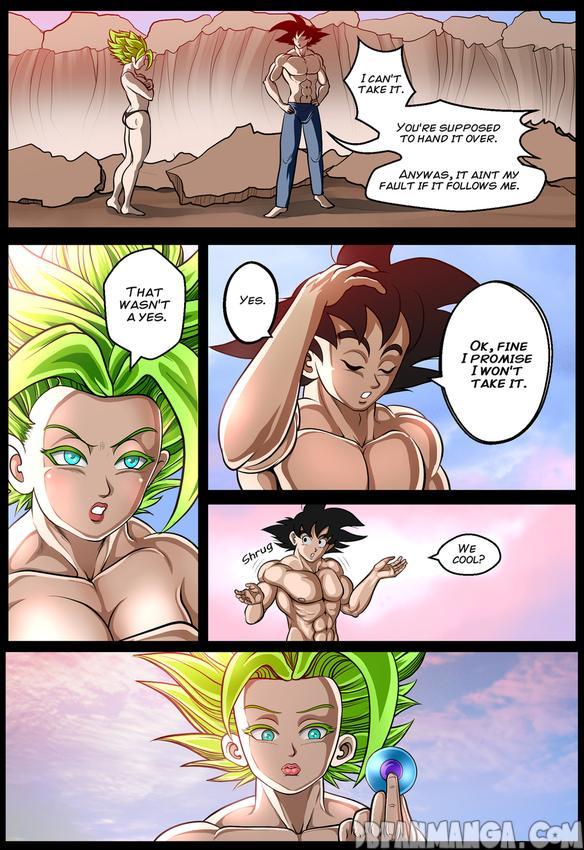 I CAN'T
TAKE IT.
YOU'RE SUPPOSED
TO HAND IT OVER.
ANYWAS, IT AINT MY
FAULT IF IT FOLLOWS ME.
THAT
WASN'T
A YES.
YES.
OK, FINE
I PROMISE
I WON'T
TAKE IT.
Shrug
WE
COOL?
DBFANMANGA.COM